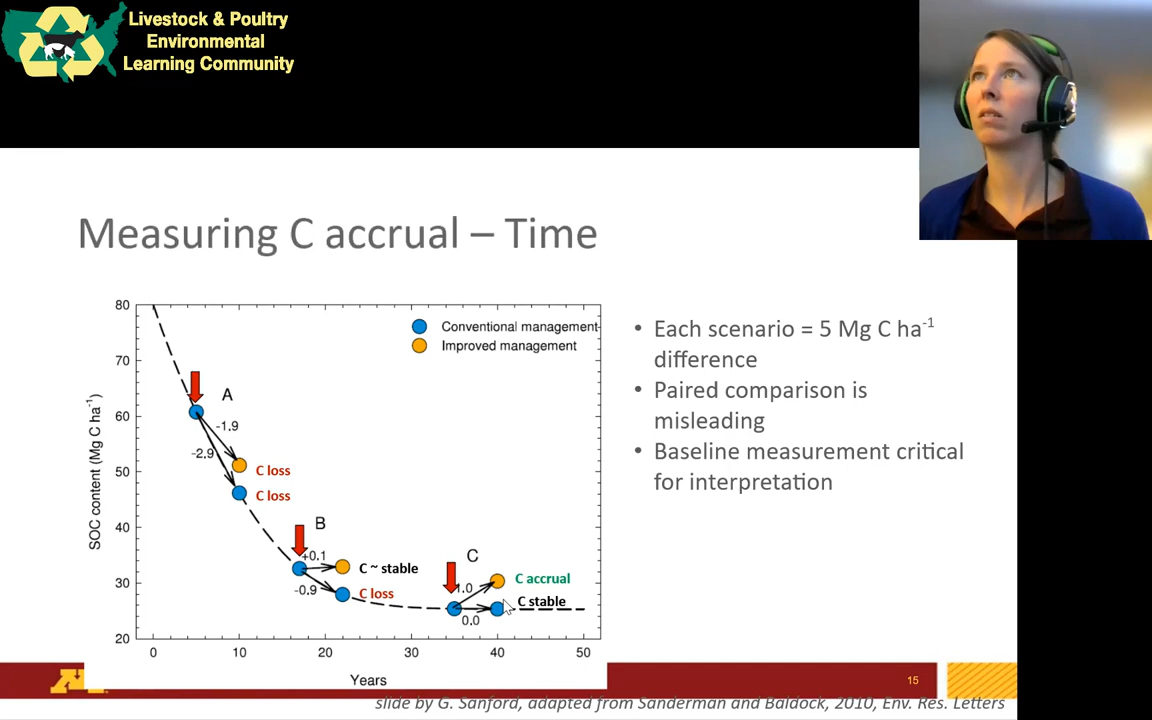 Livestock & Poultry
Environmental
Learning Community
Measuring C accrual – Time
80
70
60
50
40
30
20
SOC content (Mg C ha-1)
Conventional management
Improved management
A
-1.9
-2.9
C loss
C loss
B
+0.1
-0.9
C ~ stable
C loss
C
1.0
0.0
C accrual
C stable
0
10
20
30
40
50
Years
• Each scenario = 5 Mg C ha-1
difference
• Paired comparison is
misleading
• Baseline measurement critical
for interpretation
15
slide by G. Sanford, adapted from Sanderman and Baldock, 2010, Env. Res. Letters